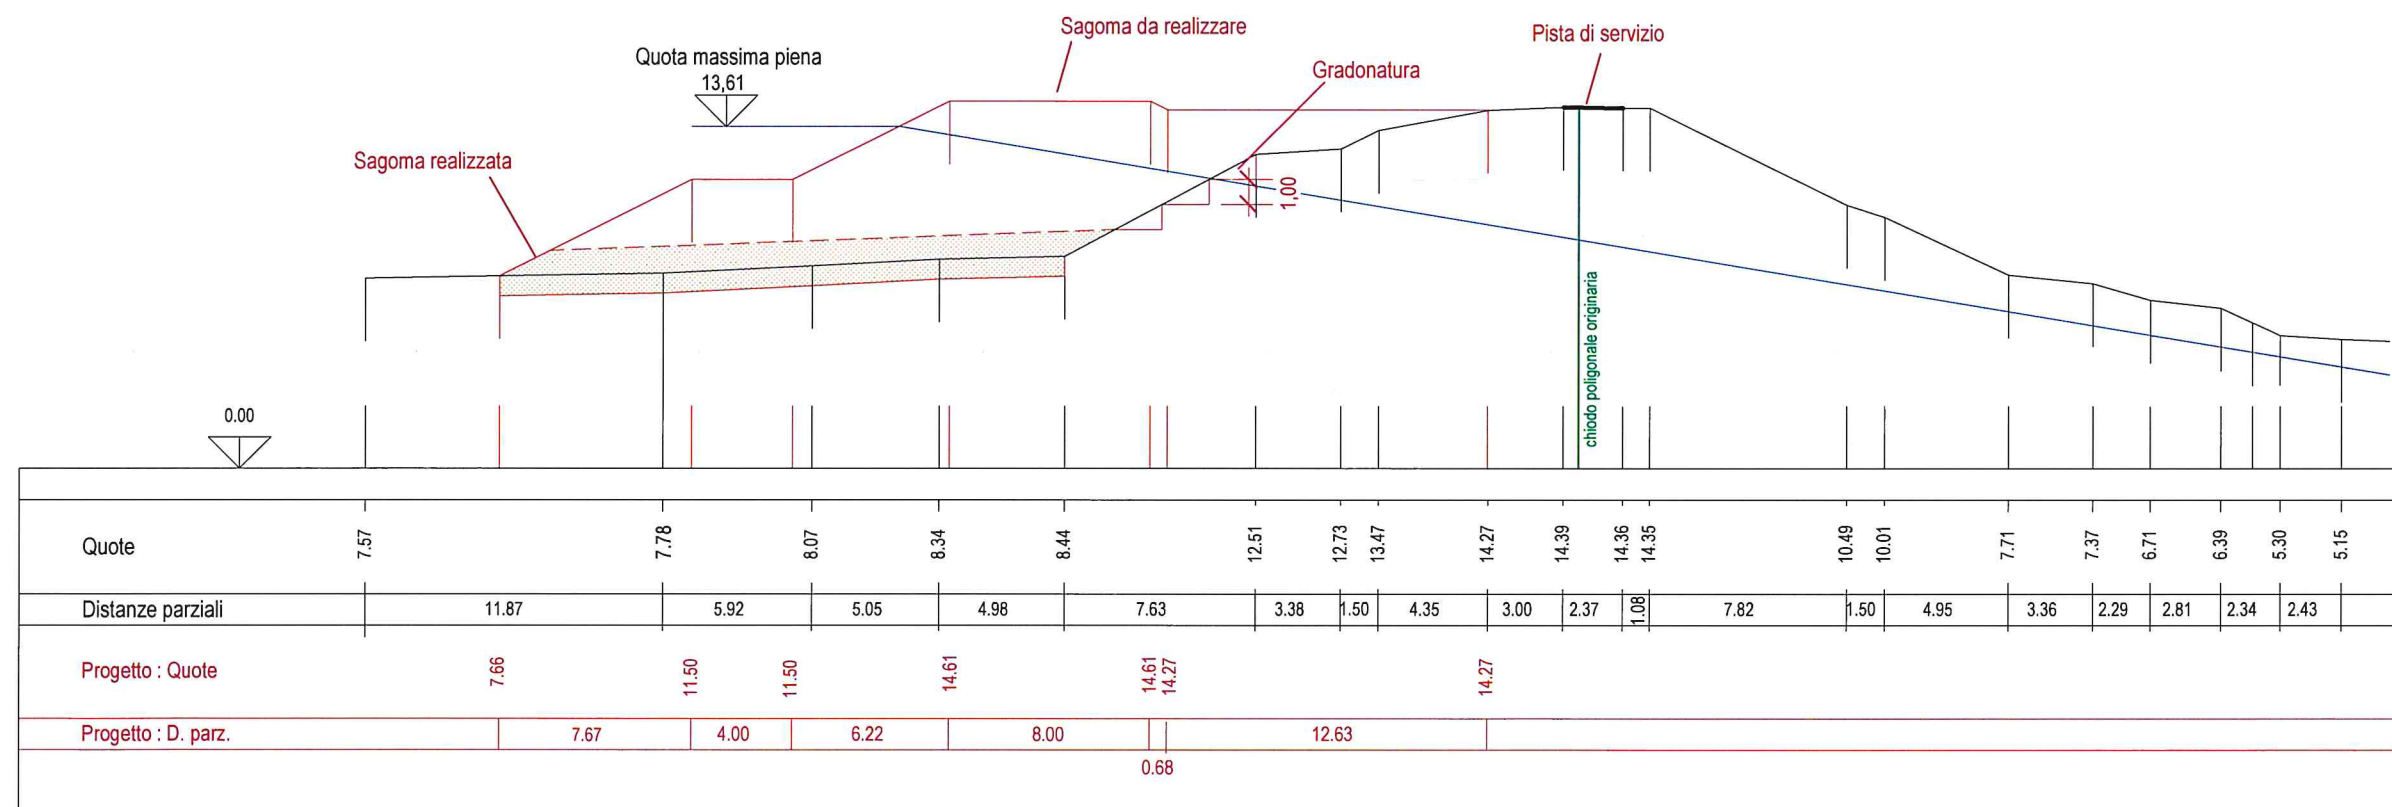 Sagoma da realizzare
Pista di servizio
Quota massima piena
13,61
Gradonatura
Sagoma realizzata
1,00
chiodo poligonale originaria
0.00
Quote 7.57 7.78 8.07 8.34 8.44 12.51 12.73 13.47 14.27 14.39 14.36 14.35 10.49 10.01 7.71 7.37 6.71 6.39 5.30 5.15
Distanze parziali 11.87 5.92 5.05 4.98 7.63 3.38 1.50 4.35 3.00 2.37 1.08 7.82 1.50 4.95 3.36 2.29 2.81 2.34 2.43
Progetto : Quote 7.66 11.50 11.50 14.61 14.61 14.27 14.27
Progetto : D. parz. 7.67 4.00 6.22 8.00 12.63
0.68